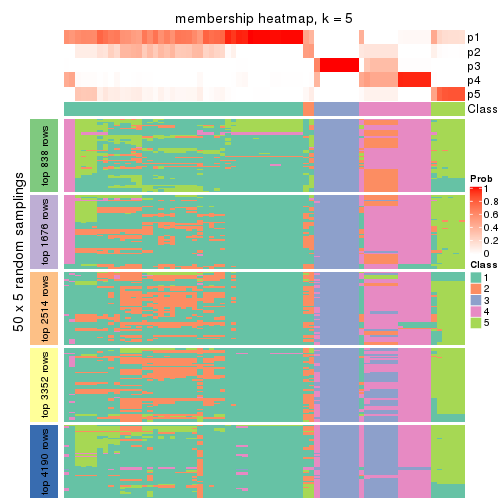 membership heatmap, k = 5
p1
p2
p3
p4
p5
Class
50 x 5 random samplings
top 838 rows
top 1676 rows
top 2514 rows
top 3352 rows
top 4190 rows
Prob
1
0.8
0.6
0.4
0.2
0
Class
1
2
3
4
5